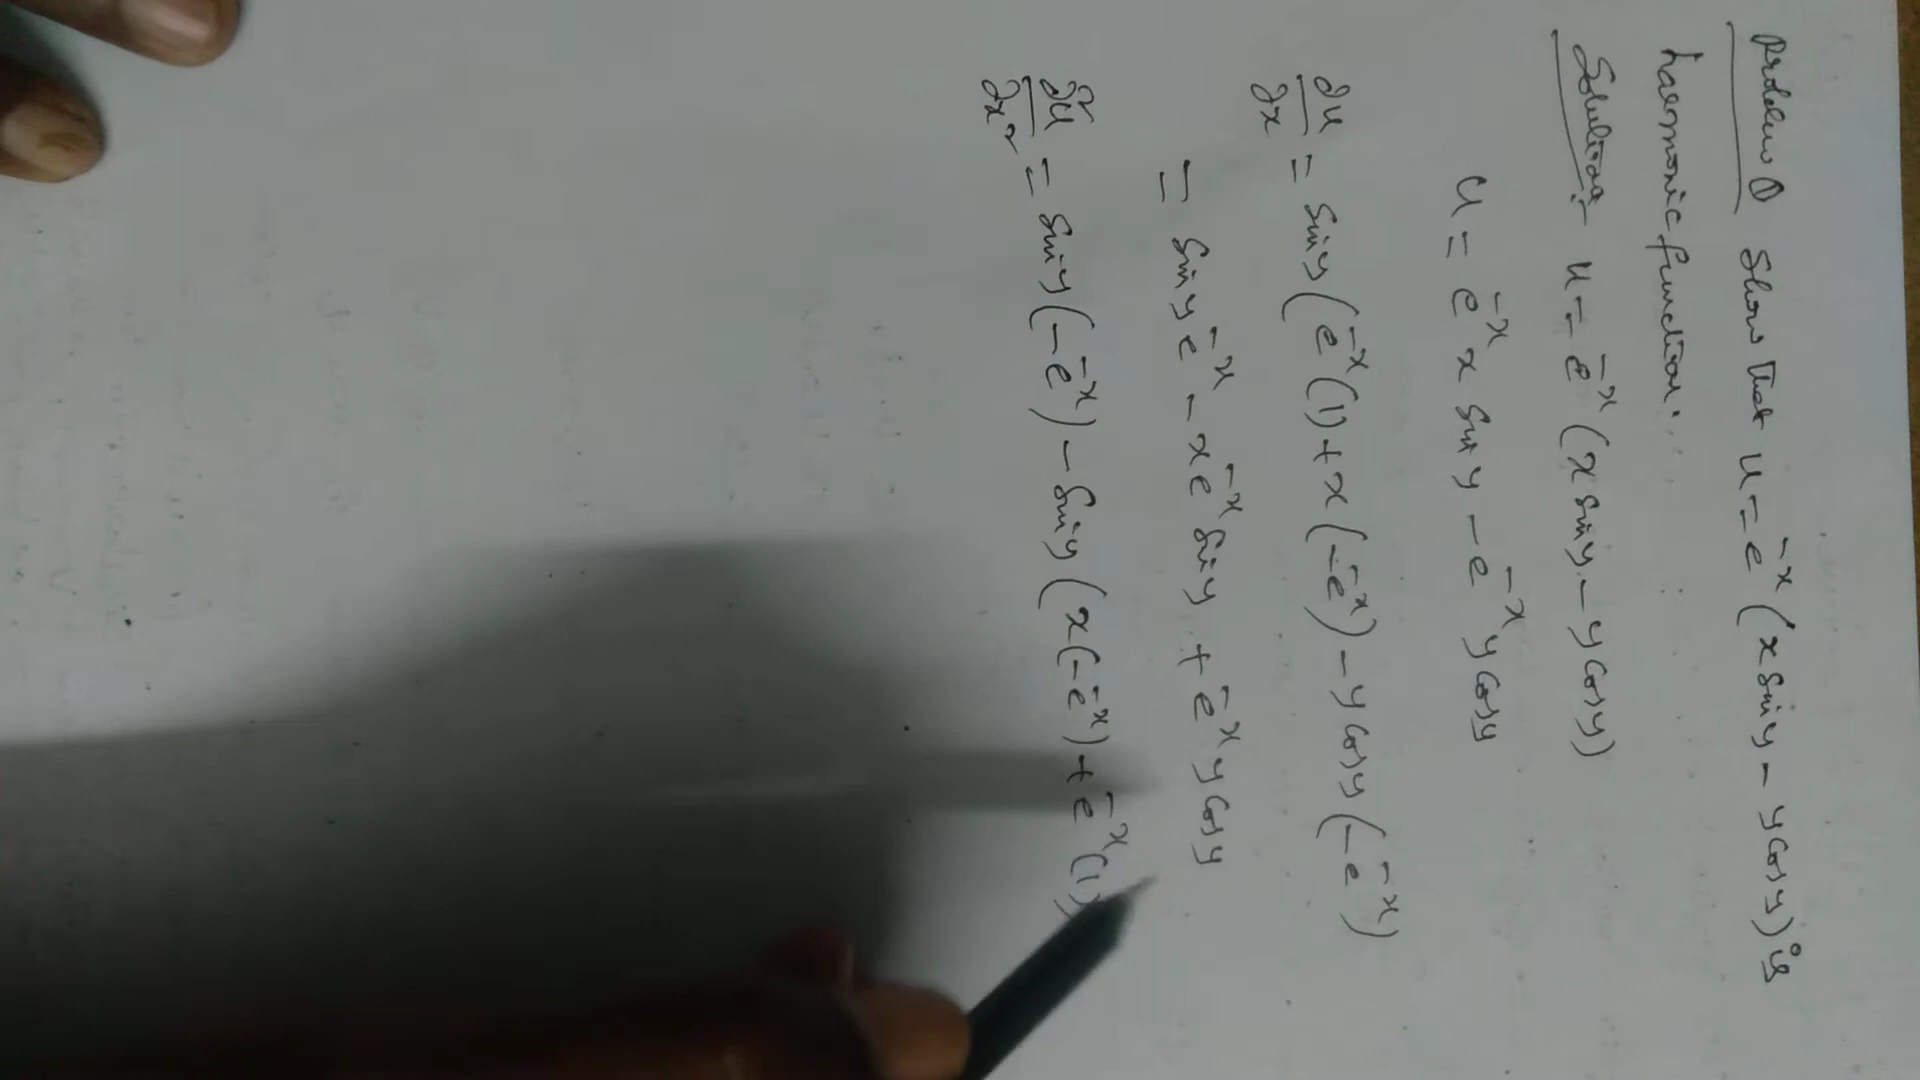 Problem ① Show that u = e^-x (x sin y - y cos y) is
harmonic function.
Solution:- u = e^-x (x sin y - y cos y)
u = e^-x x sin y - e^-x y cos y
∂u/∂x = sin y (e^-x (1) + x (-e^-x) - y cos y (-e^-x)
= sin y e^-x - x e^-x sin y + e^-x y cos y
∂²u/∂x² = sin y (-e^-x) - sin y (x (-e^-x) + e^-x (1)